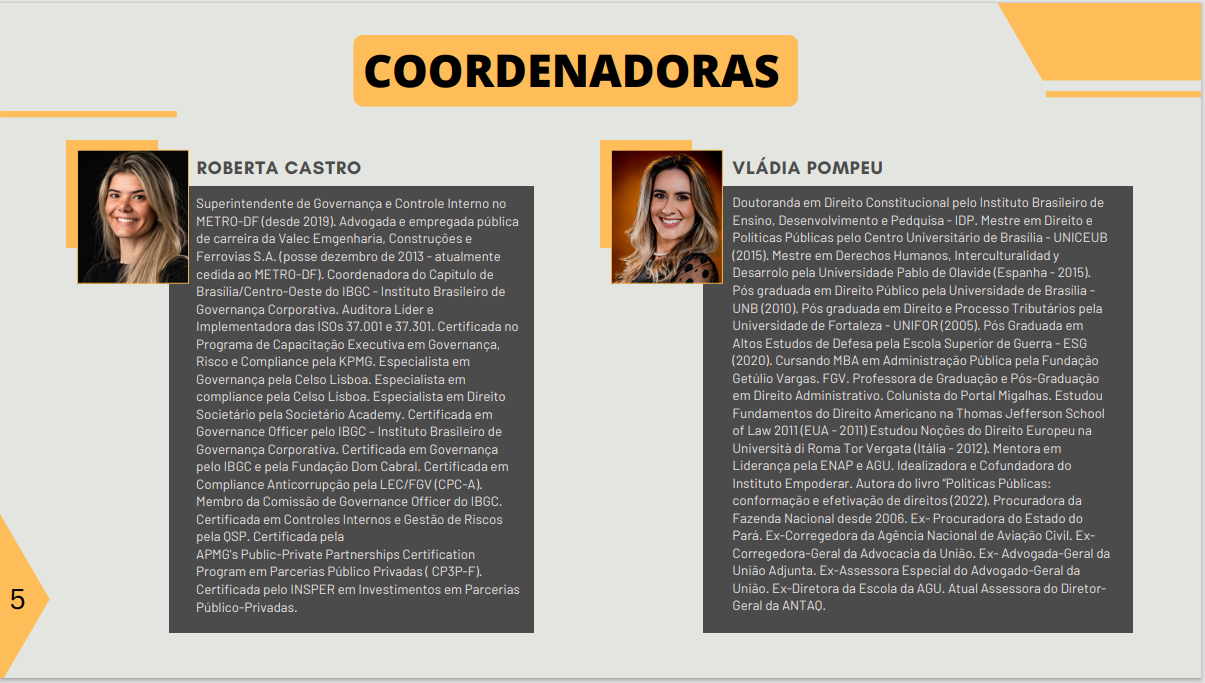 COORDENADORAS
ROBERTA CASTRO
Superintendente de Governança e Controle Interno no
METRO-DF (desde 2019). Advogada e empregada pública
de carreira da Valec Emgenharia, Construções e
Ferrovias S.A. (posse dezembro de 2013 - atualmente
cedida ao METRO-DF). Coordenadora do Capítulo de
Brasília/Centro-Oeste do IBGC - Instituto Brasileiro de
Governança Corporativa. Auditora Líder e
Implementadora das ISOs 37.001 e 37.301. Certificada no
Programa de Capacitação Executiva em Governança,
Risco e Compliance pela KPMG. Especialista em
Governança pela Celso Lisboa. Especialista em
compliance pela Celso Lisboa. Especialista em Direito
Societário pela Societário Academy. Certificada em
Governance Officer pelo IBGC – Instituto Brasileiro de
Governança Corporativa. Certificada em Governança
pelo IBGC e pela Fundação Dom Cabral. Certificada em
Compliance Anticorrupção pela LEC/FGV (CPC-A).
Membro da Comissão de Governance Officer do IBGC.
Certificada em Controles Internos e Gestão de Riscos
pela QSP. Certificada pela
APMG's Public-Private Partnerships Certification
Program em Parcerias Público Privadas ( CP3P-F).
Certificada pelo INSPER em Investimentos em Parcerias
Público-Privadas.
VLÁDIA POMPEU
Doutoranda em Direito Constitucional pelo Instituto Brasileiro de
Ensino, Desenvolvimento e Pedquisa - IDP. Mestre em Direito e
Políticas Públicas pelo Centro Universitário de Brasília - UNICEUB
(2015). Mestre em Derechos Humanos, Interculturalidad y
Desarrolo pela Universidade Pablo de Olavide (Espanha - 2015).
Pós graduada em Direito Público pela Universidade de Brasília -
UNB (2010). Pós graduada em Direito e Processo Tributários pela
Universidade de Fortaleza - UNIFOR (2005). Pós Graduada em
Altos Estudos de Defesa pela Escola Superior de Guerra - ESG
(2020). Cursando MBA em Administração Pública pela Fundação
Getúlio Vargas. FGV. Professora de Graduação e Pós-Graduação
em Direito Administrativo. Colunista do Portal Migalhas. Estudou
Fundamentos do Direito Americano na Thomas Jefferson School
of Law 2011 (EUA - 2011) Estudou Noções do Direito Europeu na
Università di Roma Tor Vergata (Itália - 2012). Mentora em
Liderança pela ENAP e AGU. Idealizadora e Cofundadora do
Instituto Empoderar. Autora do livro "Políticas Públicas:
conformação e efetivação de direitos (2022). Procuradora da
Fazenda Nacional desde 2006. Ex- Procuradora do Estado do
Pará. Ex-Corregedora da Agência Nacional de Aviação Civil. Ex-
Corregedora-Geral da Advocacia da União. Ex- Advogada-Geral da
União Adjunta. Ex-Assessora Especial do Advogado-Geral da
União. Ex-Diretora da Escola da AGU. Atual Assessora do Diretor-
Geral da ANTAQ.
5